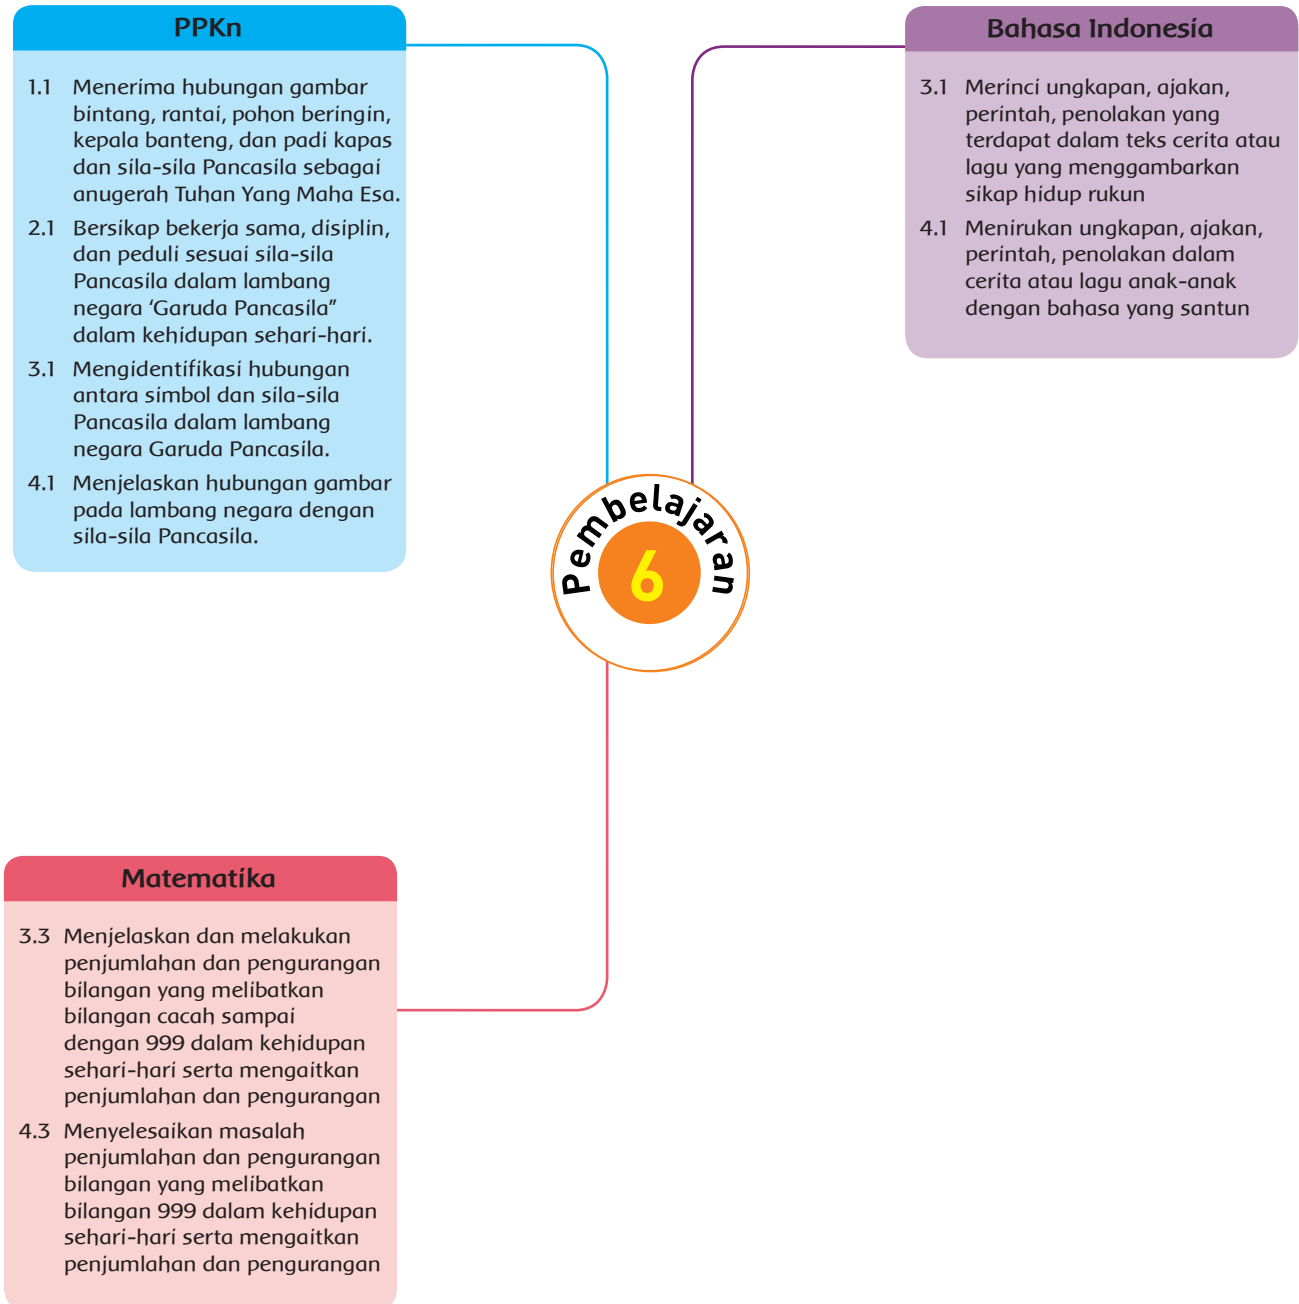 PPKn
1.1 Menerima hubungan gambar
bintang, rantai, pohon beringin,
kepala banteng, dan padi kapas
dan sila-sila Pancasila sebagai
anugerah Tuhan Yang Maha Esa.
2.1 Bersikap bekerja sama, disiplin,
dan peduli sesuai sila-sila
Pancasila dalam lambang
negara ‘Garuda Pancasila”
dalam kehidupan sehari-hari.
3.1 Mengidentifikasi hubungan
antara simbol dan sila-sila
Pancasila dalam lambang
negara Garuda Pancasila.
4.1 Menjelaskan hubungan gambar
pada lambang negara dengan
sila-sila Pancasila.
Bahasa Indonesia
3.1 Merinci ungkapan, ajakan,
perintah, penolakan yang
terdapat dalam teks cerita atau
lagu yang menggambarkan
sikap hidup rukun
4.1 Menirukan ungkapan, ajakan,
perintah, penolakan dalam
cerita atau lagu anak-anak
dengan bahasa yang santun
Pembelajaran
6
Matematika
3.3 Menjelaskan dan melakukan
penjumlahan dan pengurangan
bilangan yang melibatkan
bilangan cacah sampai
dengan 999 dalam kehidupan
sehari-hari serta mengaitkan
penjumlahan dan pengurangan
4.3 Menyelesaikan masalah
penjumlahan dan pengurangan
bilangan yang melibatkan
bilangan 999 dalam kehidupan
sehari-hari serta mengaitkan
penjumlahan dan pengurangan